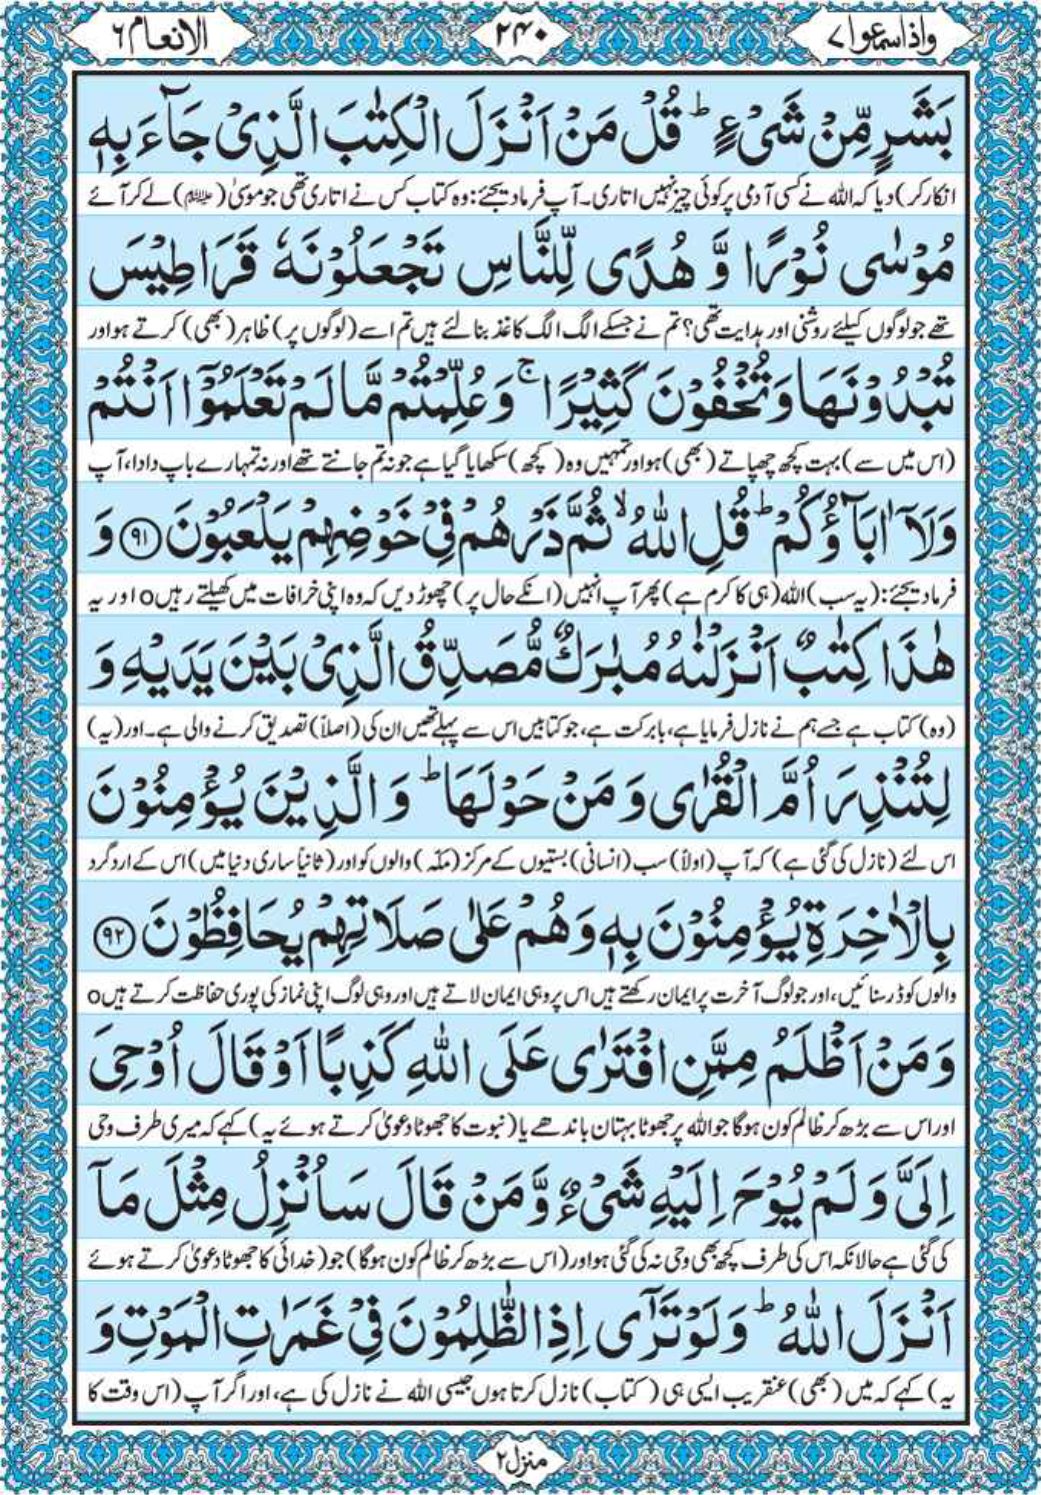 واذاسمعوا۷
۲۴۰
الانعام۶
بَشَرٍ مِّنْ شَیْءٍ ؕ قُلْ مَنْ اَنْزَلَ الْکِتٰبَ الَّذِیْ جَآءَ بِهٖ
انکار کر) دیا کہ اللہ نے کسی آدمی پر کوئی چیز نہیں اتاری۔ آپ فرما دیجئے: وہ کتاب کس نے اتاری تھی جو موسیٰ (علیہ السلام) لے کر آئے
مُوْسٰی نُوْرًا وَّ هُدًی لِّلنَّاسِ تَجْعَلُوْنَهٗ قَرَاطِیْسَ
تھے جو لوگوں کیلئے روشنی اور ہدایت تھی؟ تم نے جسکے الگ الگ کاغذ بنا لئے ہیں تم اسے (لوگوں پر) ظاہر (بھی) کرتے ہو اور
تُبْدُوْنَهَا وَ تُخْفُوْنَ کَثِیْرًا ۚ وَ عُلِّمْتُمْ مَّا لَمْ تَعْلَمُوْۤا اَنْتُمْ
(اس میں سے) بہت کچھ چھپاتے (بھی) ہو اور تمہیں وہ (کچھ) سکھایا گیا ہے جو نہ تم جانتے تھے اور نہ تمہارے باپ دادا، آپ
وَلَاۤ اٰبَآؤُکُمْ ؕ قُلِ اللّٰهُ ۙ ثُمَّ ذَرْهُمْ فِیْ خَوْضِهِمْ یَلْعَبُوْنَ ﴿۹۱﴾ وَ
فرما دیجئے: (یہ سب) اللہ (ہی کا کرم ہے) پھر آپ انہیں (انکے حال پر) چھوڑ دیں کہ وہ اپنی خرافات میں کھیلتے رہیں o اور یہ
هٰذَا کِتٰبٌ اَنْزَلْنٰهُ مُبٰرَکٌ مُّصَدِّقُ الَّذِیْ بَیْنَ یَدَیْهِ وَ
(وہ) کتاب ہے جسے ہم نے نازل فرمایا ہے، بابرکت ہے، جو کتابیں اس سے پہلے تھیں ان کی (اصلاً) تصدیق کرنے والی ہے۔ اور (یہ)
لِتُنْذِرَ اُمَّ الْقُرٰی وَ مَنْ حَوْلَهَا ؕ وَ الَّذِیْنَ یُؤْمِنُوْنَ
اس لئے (نازل کی گئی ہے) کہ آپ (اولاً) سب (انسانی) بستیوں کے مرکز (مکّہ) والوں کو اور (ثانیاً ساری دنیا میں) اس کے ارد گرد
بِالْاٰخِرَةِ یُؤْمِنُوْنَ بِهٖ وَ هُمْ عَلٰی صَلَاتِهِمْ یُحَافِظُوْنَ ﴿۹۲﴾
والوں کو ڈر سنائیں، اور جو لوگ آخرت پر ایمان رکھتے ہیں اس پر وہی ایمان لاتے ہیں اور وہی لوگ اپنی نماز کی پوری حفاظت کرتے ہیں o
وَ مَنْ اَظْلَمُ مِمَّنِ افْتَرٰی عَلَی اللّٰهِ کَذِبًا اَوْ قَالَ اُوْحِیَ
اور اس سے بڑھ کر ظالم کون ہوگا جو اللہ پر جھوٹا بہتان باندھے یا (نبوت کا جھوٹا دعویٰ کرتے ہوئے یہ) کہے کہ میری طرف وحی
اِلَیَّ وَ لَمْ یُوْحَ اِلَیْهِ شَیْءٌ وَّ مَنْ قَالَ سَاُنْزِلُ مِثْلَ مَاۤ
کی گئی ہے حالانکہ اس کی طرف کچھ بھی وحی نہ کی گئی ہو اور (اس سے بڑھ کر ظالم کون ہوگا) جو (خدائی کا جھوٹا دعویٰ کرتے ہوئے
اَنْزَلَ اللّٰهُ ؕ وَ لَوْ تَرٰۤی اِذِ الظّٰلِمُوْنَ فِیْ غَمَرٰتِ الْمَوْتِ وَ
یہ) کہے کہ میں (بھی) عنقریب ایسی ہی (کتاب) نازل کرتا ہوں جیسی اللہ نے نازل کی ہے، اور اگر آپ (اس وقت کا
منزل۲